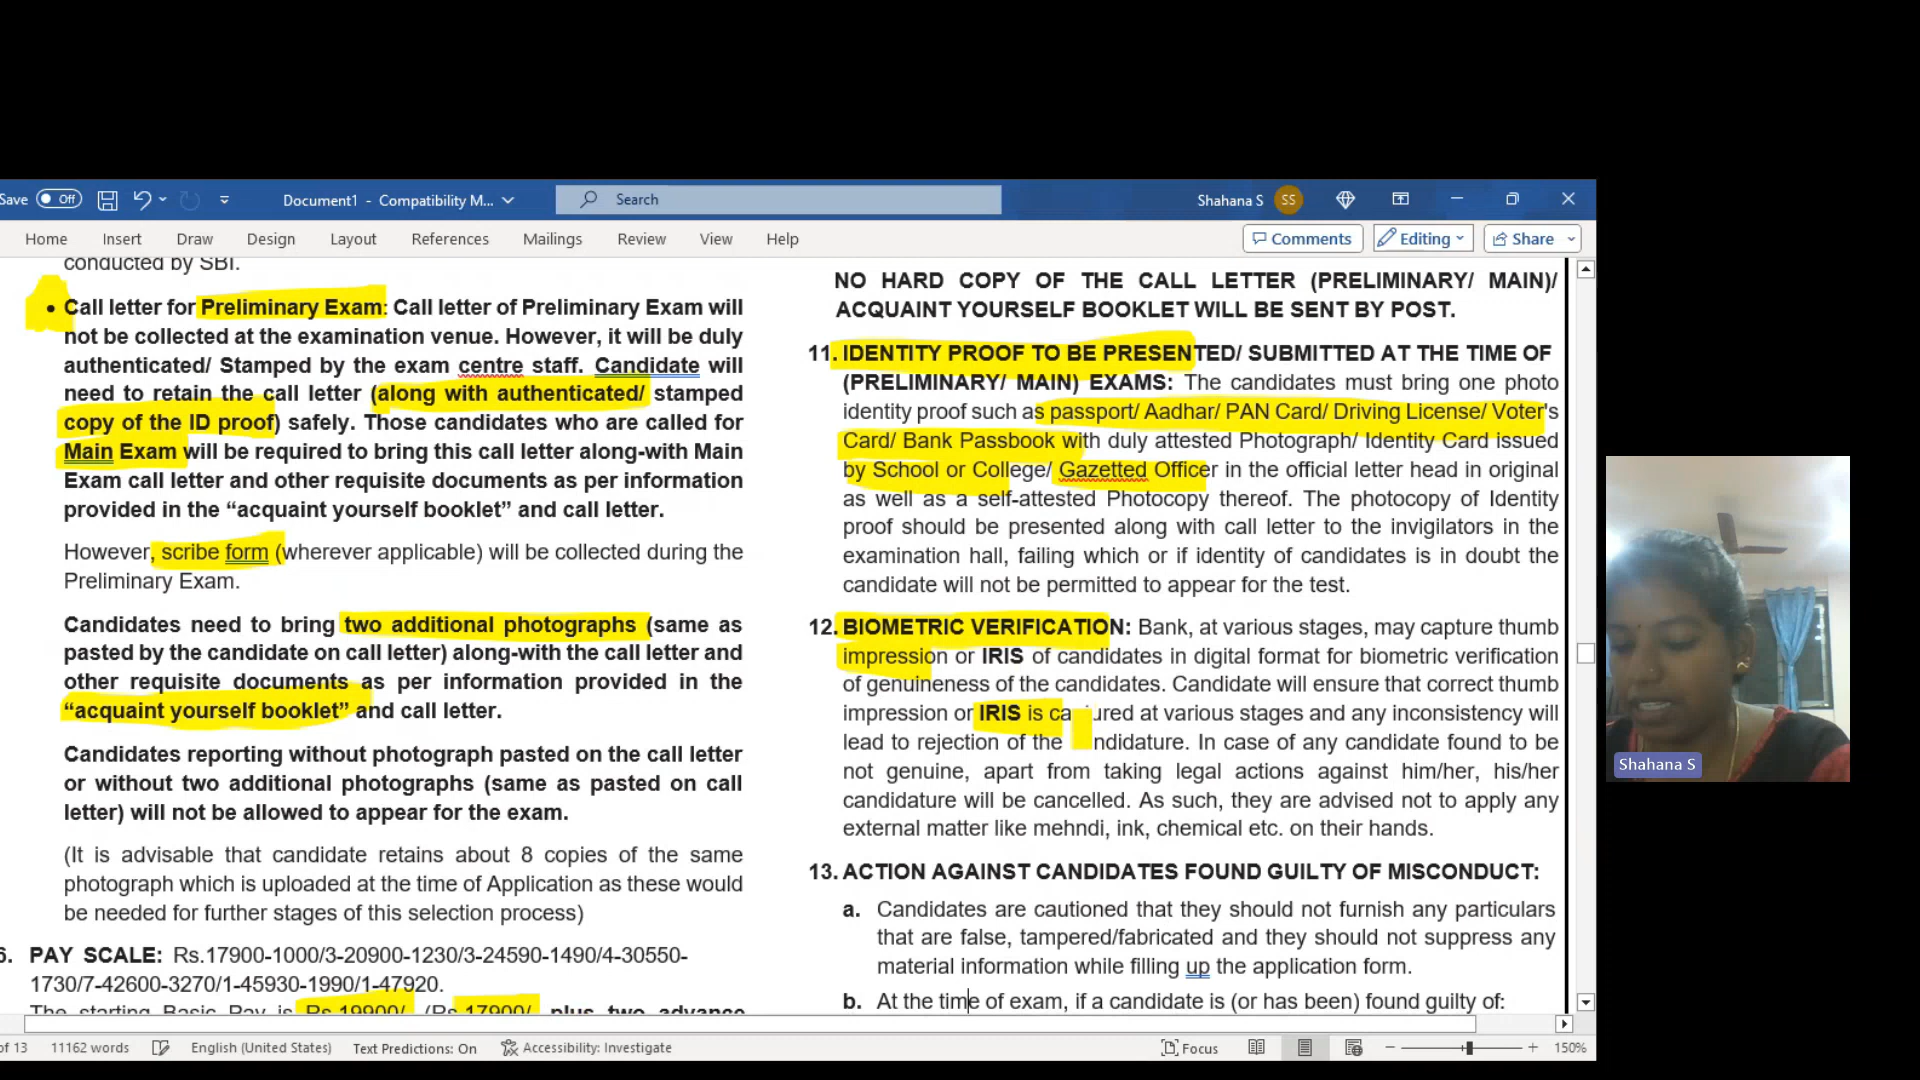 Save Off Document1 - Compatibility M... Search Shahana S SS
Home Insert Draw Design Layout References Mailings Review View Help Comments Editing Share
conducted by SBI.
• Call letter for Preliminary Exam: Call letter of Preliminary Exam will
not be collected at the examination venue. However, it will be duly
authenticated/ Stamped by the exam centre staff. Candidate will
need to retain the call letter (along with authenticated/ stamped
copy of the ID proof) safely. Those candidates who are called for
Main Exam will be required to bring this call letter along-with Main
Exam call letter and other requisite documents as per information
provided in the “acquaint yourself booklet” and call letter.
However, scribe form (wherever applicable) will be collected during the
Preliminary Exam.
Candidates need to bring two additional photographs (same as
pasted by the candidate on call letter) along-with the call letter and
other requisite documents as per information provided in the
“acquaint yourself booklet” and call letter.
Candidates reporting without photograph pasted on the call letter
or without two additional photographs (same as pasted on call
letter) will not be allowed to appear for the exam.
(It is advisable that candidate retains about 8 copies of the same
photograph which is uploaded at the time of Application as these would
be needed for further stages of this selection process)
6. PAY SCALE: Rs.17900-1000/3-20900-1230/3-24590-1490/4-30550-
1730/7-42600-3270/1-45930-1990/1-47920.
The starting Basic Pay is Rs.19900/ (Rs.17900/ plus two advance
NO HARD COPY OF THE CALL LETTER (PRELIMINARY/ MAIN)/
ACQUAINT YOURSELF BOOKLET WILL BE SENT BY POST.
11. IDENTITY PROOF TO BE PRESENTED/ SUBMITTED AT THE TIME OF
(PRELIMINARY/ MAIN) EXAMS: The candidates must bring one photo
identity proof such as passport/ Aadhar/ PAN Card/ Driving License/ Voter's
Card/ Bank Passbook with duly attested Photograph/ Identity Card issued
by School or College/ Gazetted Officer in the official letter head in original
as well as a self-attested Photocopy thereof. The photocopy of Identity
proof should be presented along with call letter to the invigilators in the
examination hall, failing which or if identity of candidates is in doubt the
candidate will not be permitted to appear for the test.
12. BIOMETRIC VERIFICATION: Bank, at various stages, may capture thumb
impression or IRIS of candidates in digital format for biometric verification
of genuineness of the candidates. Candidate will ensure that correct thumb
impression or IRIS is ca ured at various stages and any inconsistency will
lead to rejection of the ndidature. In case of any candidate found to be
not genuine, apart from taking legal actions against him/her, his/her
candidature will be cancelled. As such, they are advised not to apply any
external matter like mehndi, ink, chemical etc. on their hands.
13. ACTION AGAINST CANDIDATES FOUND GUILTY OF MISCONDUCT:
a. Candidates are cautioned that they should not furnish any particulars
that are false, tampered/fabricated and they should not suppress any
material information while filling up the application form.
b. At the time of exam, if a candidate is (or has been) found guilty of:
Shahana S
of 13 11162 words English (United States) Text Predictions: On Accessibility: Investigate Focus 150%